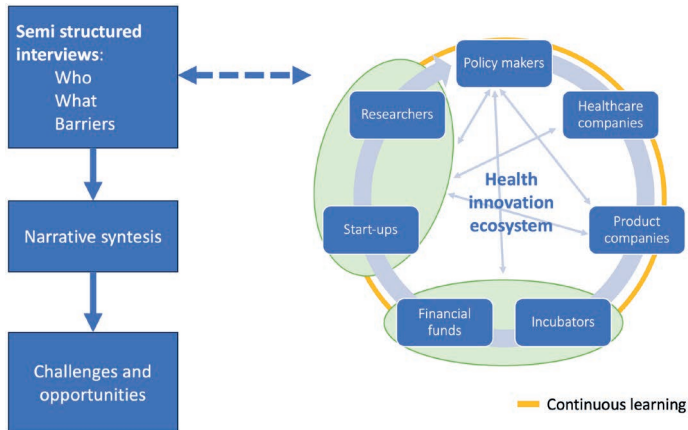 Semi structured
interviews:
Who
What
Barriers
Narrative syntesis
Challenges and
opportunities
Policy makers
Healthcare
companies
Product
companies
Incubators
Financial
funds
Start-ups
Researchers
Health
innovation
ecosystem
Continuous learning